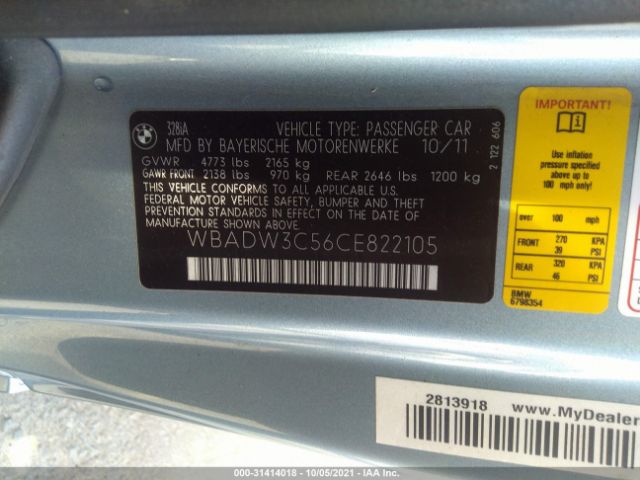 BMW
328iA
VEHICLE TYPE: PASSENGER CAR
MFD BY BAYERISCHE MOTORENWERKE 10/11
GVWR 4773 lbs 2165 kg
GAWR FRONT 2138 lbs 970 kg REAR 2646 lbs 1200 kg
THIS VEHICLE CONFORMS TO ALL APPLICABLE U.S.
FEDERAL MOTOR VEHICLE SAFETY, BUMPER AND THEFT
PREVENTION STANDARDS IN EFFECT ON THE DATE
OF MANUFACTURE SHOWN ABOVE.
WBADW3C56CE822105
2 122 606
IMPORTANT!
Use inflation
pressure specified
above or up to
100 mph only!
over 100 mph
FRONT 270 KPA
39 PSI
REAR 320 KPA
46 PSI
BMW
6798354
2813918 www.MyDealer
000-31414018 - 10/05/2021 - IAA Inc.